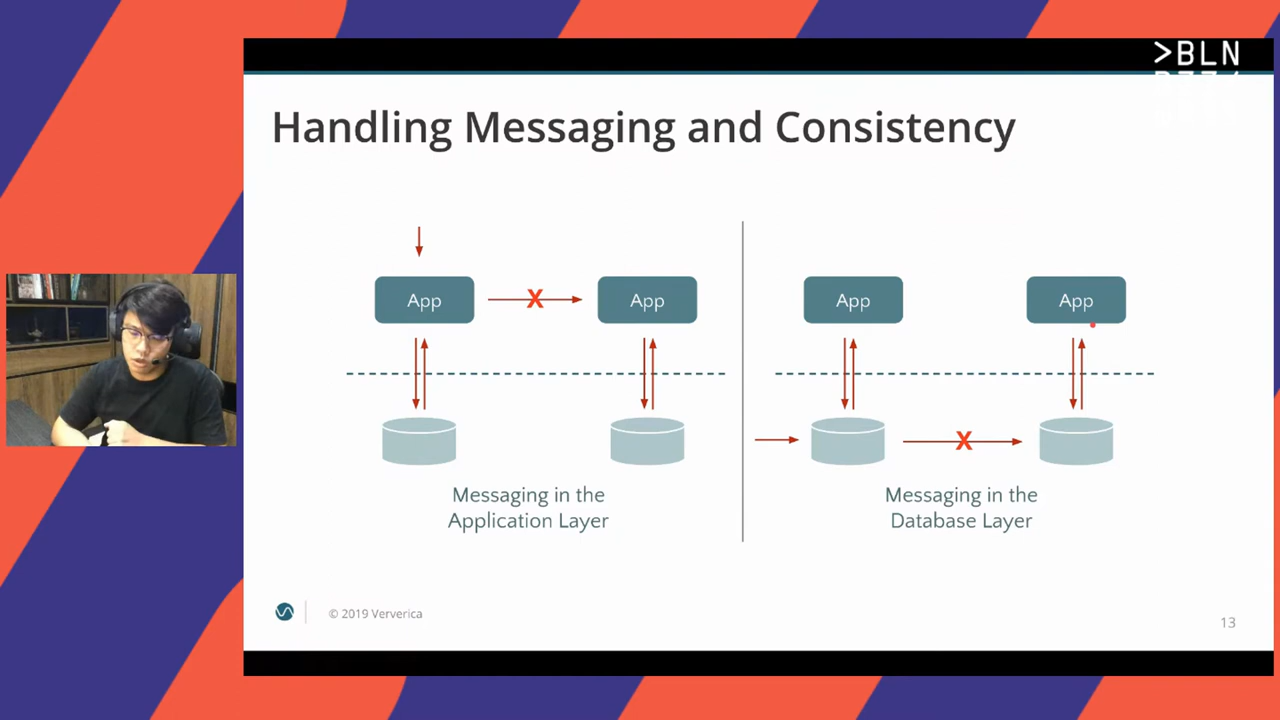 >BLN
Handling Messaging and Consistency
App
X
App
App
App
X
Messaging in the
Application Layer
Messaging in the
Database Layer
© 2019 Ververica
13